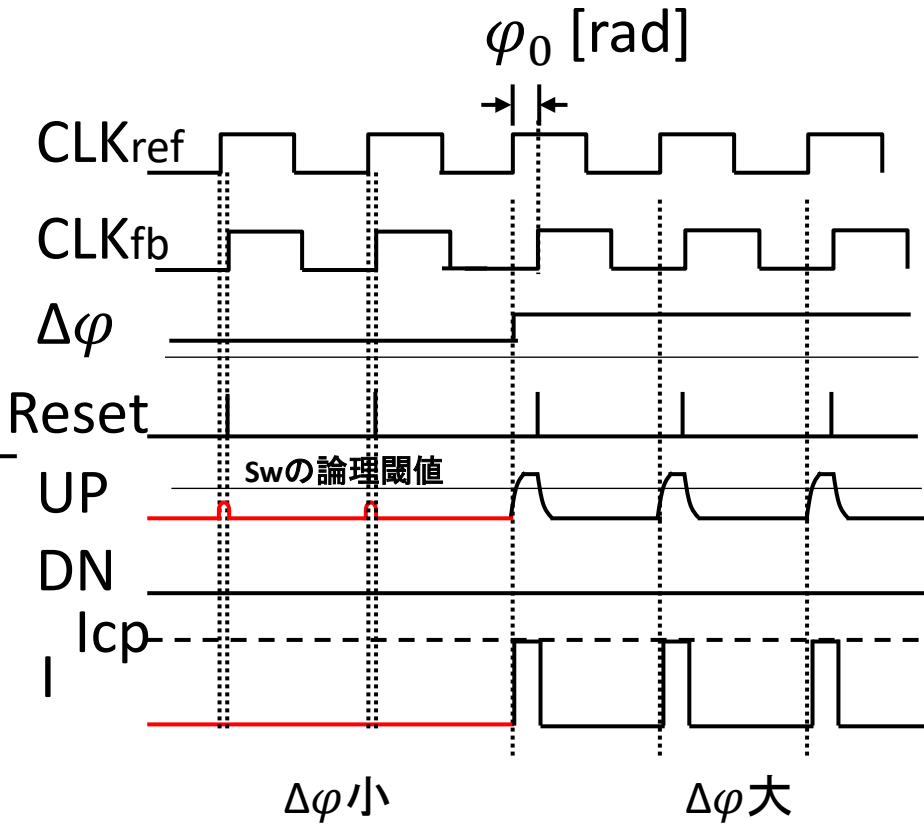 φ₀ [rad]
CLKref
CLKfb
Δφ
Reset
Swの論理閾値
UP
DN
Icp
I
Δφ小 Δφ大